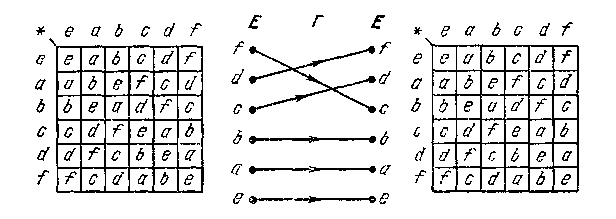 * e a b c d f
e e a b c d f
a a b e f c d
b b e a d f c
c c d f e a b
d d f c b e a
f f c d a b e
E Г E
f f
d d
c c
b b
a a
e e
* e a b c d f
e e a b c d f
a a b e f c d
b b e a d f c
c c d f e a b
d d f c b e a
f f c d a b e